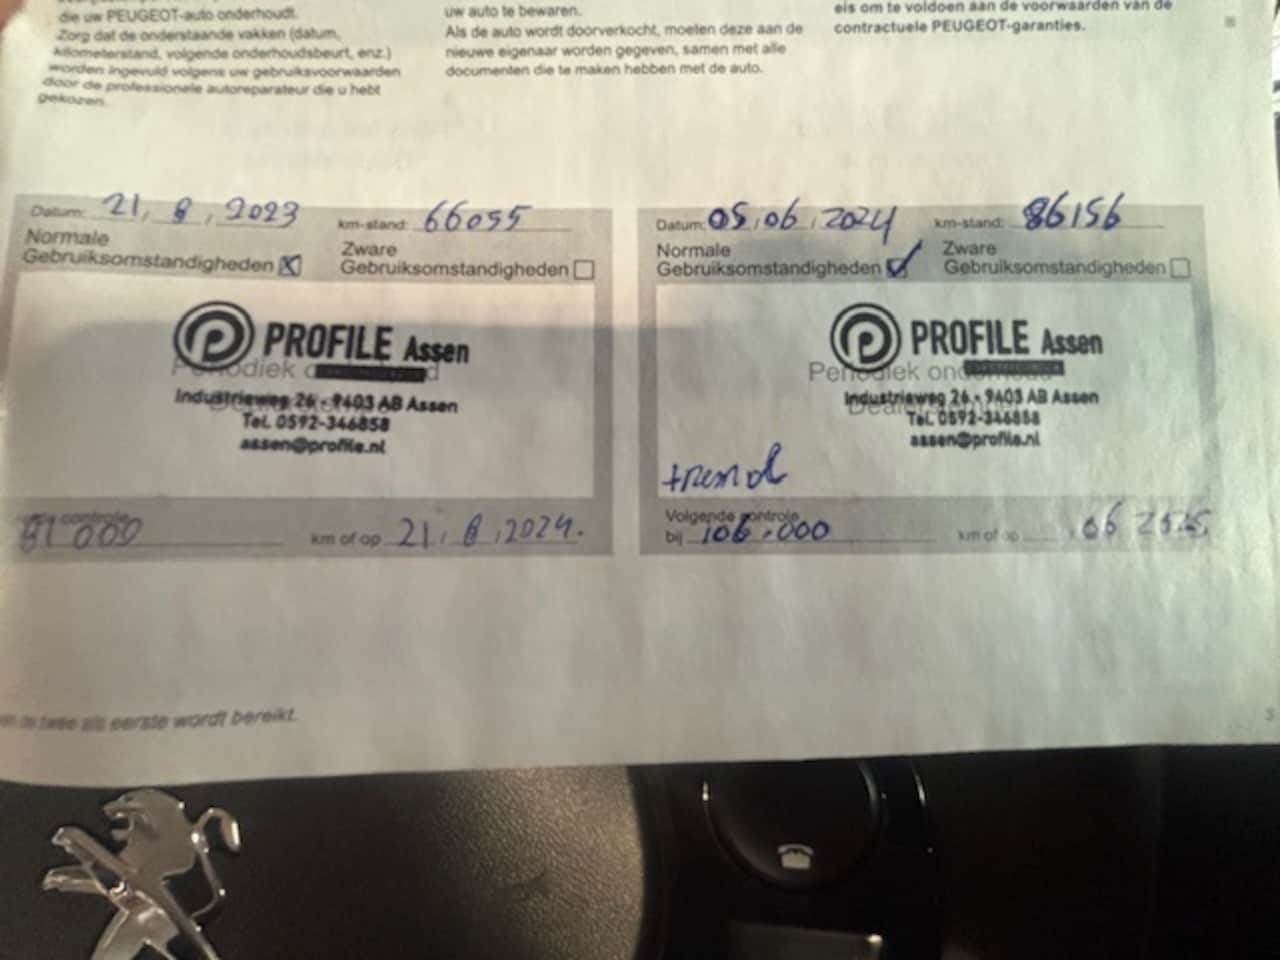 die uw PEUGEOT-auto onderhoudt.
Zorg dat de onderstaande vakken (datum,
kilometerstand, volgende onderhoudsbeurt, enz.)
worden ingevuld volgens uw gebruiksvoorwaarden
door de professionele autoreparateur die u hebt
gekozen.
uw auto te bewaren.
Als de auto wordt doorverkocht, moeten deze aan de
nieuwe eigenaar worden gegeven, samen met alle
documenten die te maken hebben met de auto.
eis om te voldoen aan de voorwaarden van de
contractuele PEUGEOT-garanties.
Datum: 21, 8, 2023 km-stand: 66055
Normale
Gebruiksomstandigheden
Zware
Gebruiksomstandigheden
PROFILE Assen
Periodiek
Industrieweg 26 - 9403 AB Assen
Tel. 0592-346858
assen@profile.nl
controle
81 000 km of op 21, 8, 2024.
Datum: 05,06,2024 km-stand: 86156
Normale
Gebruiksomstandigheden
Zware
Gebruiksomstandigheden
PROFILE Assen
Periodiek onderhoud
Industrieweg 26 - 9403 AB Assen
Tel. 0592-346858
assen@profile.nl
Volgende controle
bij 106.000 km of op 06
twee als eerste wordt bereikt.
3